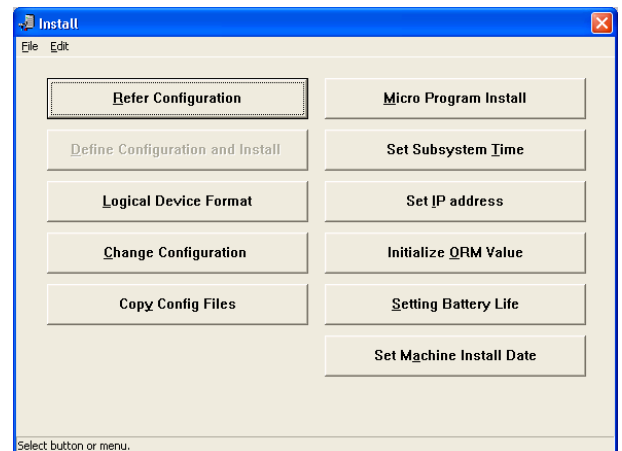 Install
File Edit
Refer Configuration
Define Configuration and Install
Logical Device Format
Change Configuration
Copy Config Files
Micro Program Install
Set Subsystem Time
Set IP address
Initialize ORM Value
Setting Battery Life
Set Machine Install Date
Select button or menu.